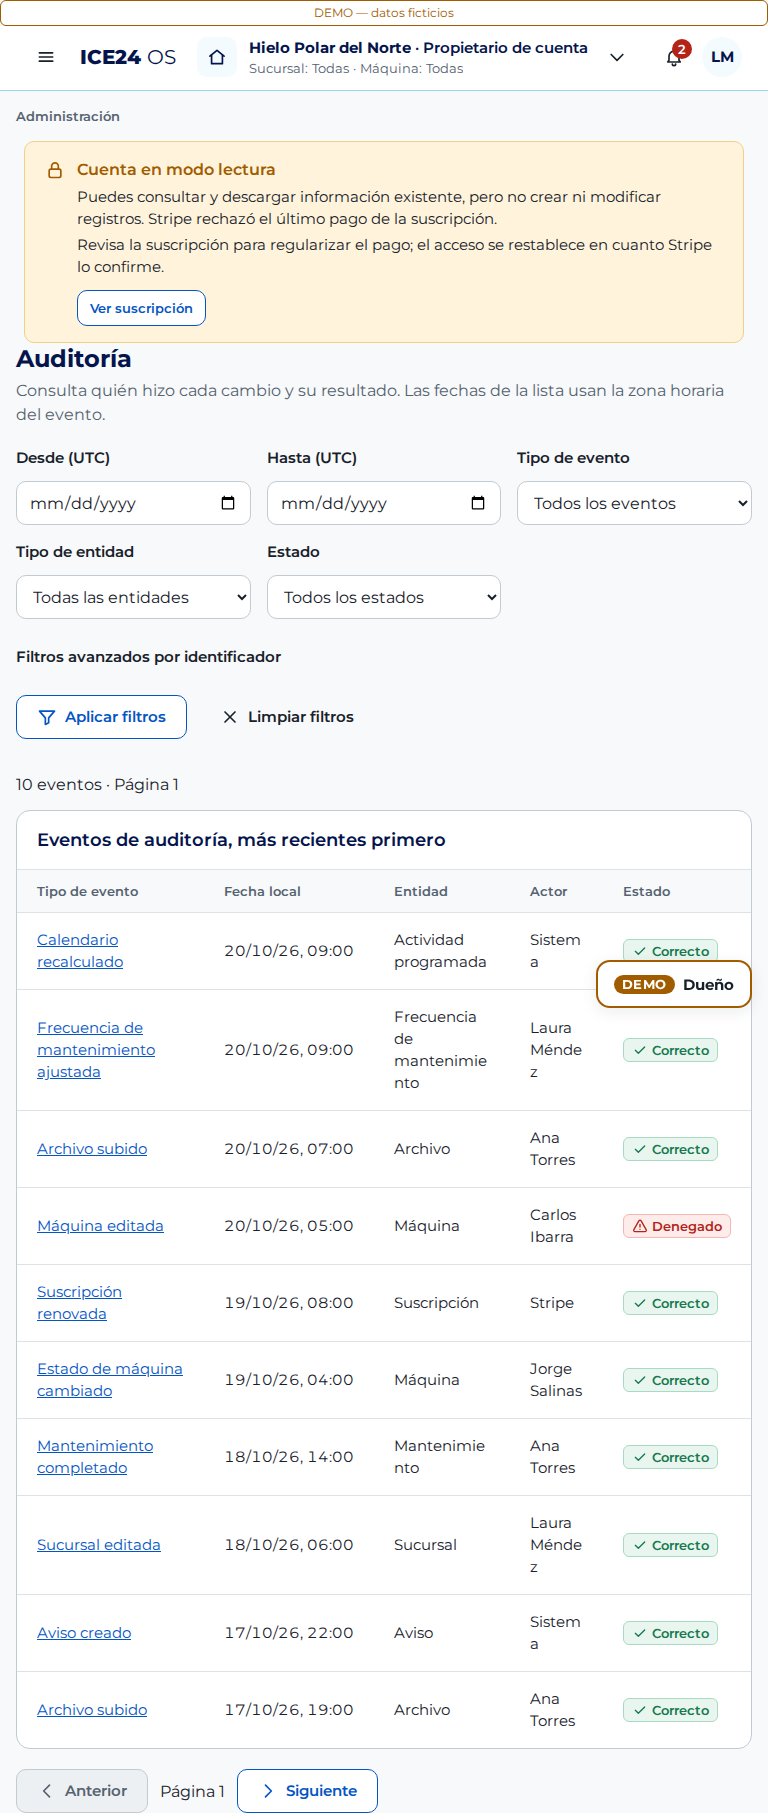 DEMO — datos ficticios
ICE24 OS
Hielo Polar del Norte · Propietario de cuenta
Sucursal: Todas · Máquina: Todas
2
LM
Administración
Cuenta en modo lectura
Puedes consultar y descargar información existente, pero no crear ni modificar
registros. Stripe rechazó el último pago de la suscripción.
Revisa la suscripción para regularizar el pago; el acceso se restablece en cuanto Stripe
lo confirme.
Ver suscripción
Auditoría
Consulta quién hizo cada cambio y su resultado. Las fechas de la lista usan la zona horaria
del evento.
Desde (UTC) Hasta (UTC) Tipo de evento
mm/dd/yyyy mm/dd/yyyy Todos los eventos
Tipo de entidad Estado
Todas las entidades Todos los estados
Filtros avanzados por identificador
Aplicar filtros Limpiar filtros
10 eventos · Página 1
Eventos de auditoría, más recientes primero
Tipo de evento Fecha local Entidad Actor Estado
Calendario
recalculado
20/10/26, 09:00
Actividad
programada
Sistem
a
Correcto
DEMO Dueño
Frecuencia de
mantenimiento
ajustada
20/10/26, 09:00
Frecuencia
de
mantenimie
nto
Laura
Ménde
z
Correcto
Archivo subido
20/10/26, 07:00
Archivo
Ana
Torres
Correcto
Máquina editada
20/10/26, 05:00
Máquina
Carlos
Ibarra
Denegado
Suscripción
renovada
19/10/26, 08:00
Suscripción
Stripe
Correcto
Estado de máquina
cambiado
19/10/26, 04:00
Máquina
Jorge
Salinas
Correcto
Mantenimiento
completado
18/10/26, 14:00
Mantenimie
nto
Ana
Torres
Correcto
Sucursal editada
18/10/26, 06:00
Sucursal
Laura
Ménde
z
Correcto
Aviso creado
17/10/26, 22:00
Aviso
Sistem
a
Correcto
Archivo subido
17/10/26, 19:00
Archivo
Ana
Torres
Correcto
Anterior Página 1 Siguiente